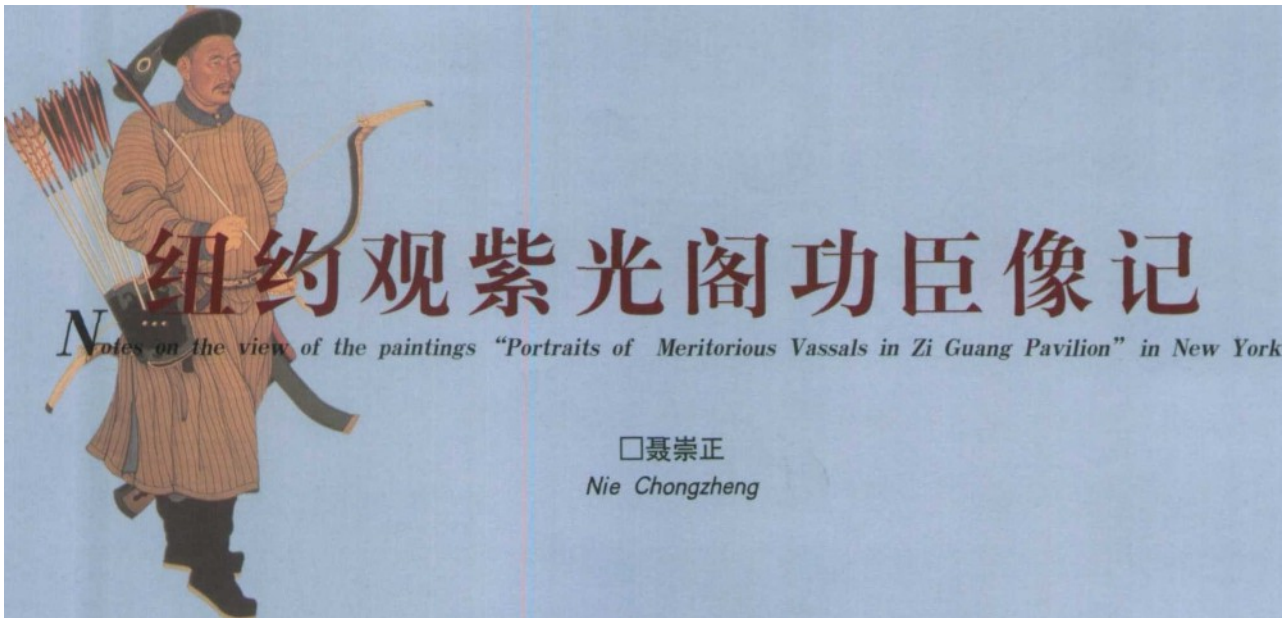 纽约观紫光阁功臣像记
Notes on the view of the paintings “Portraits of Meritorious Vassals in Zi Guang Pavilion” in New York
□聂崇正
Nie Chongzheng